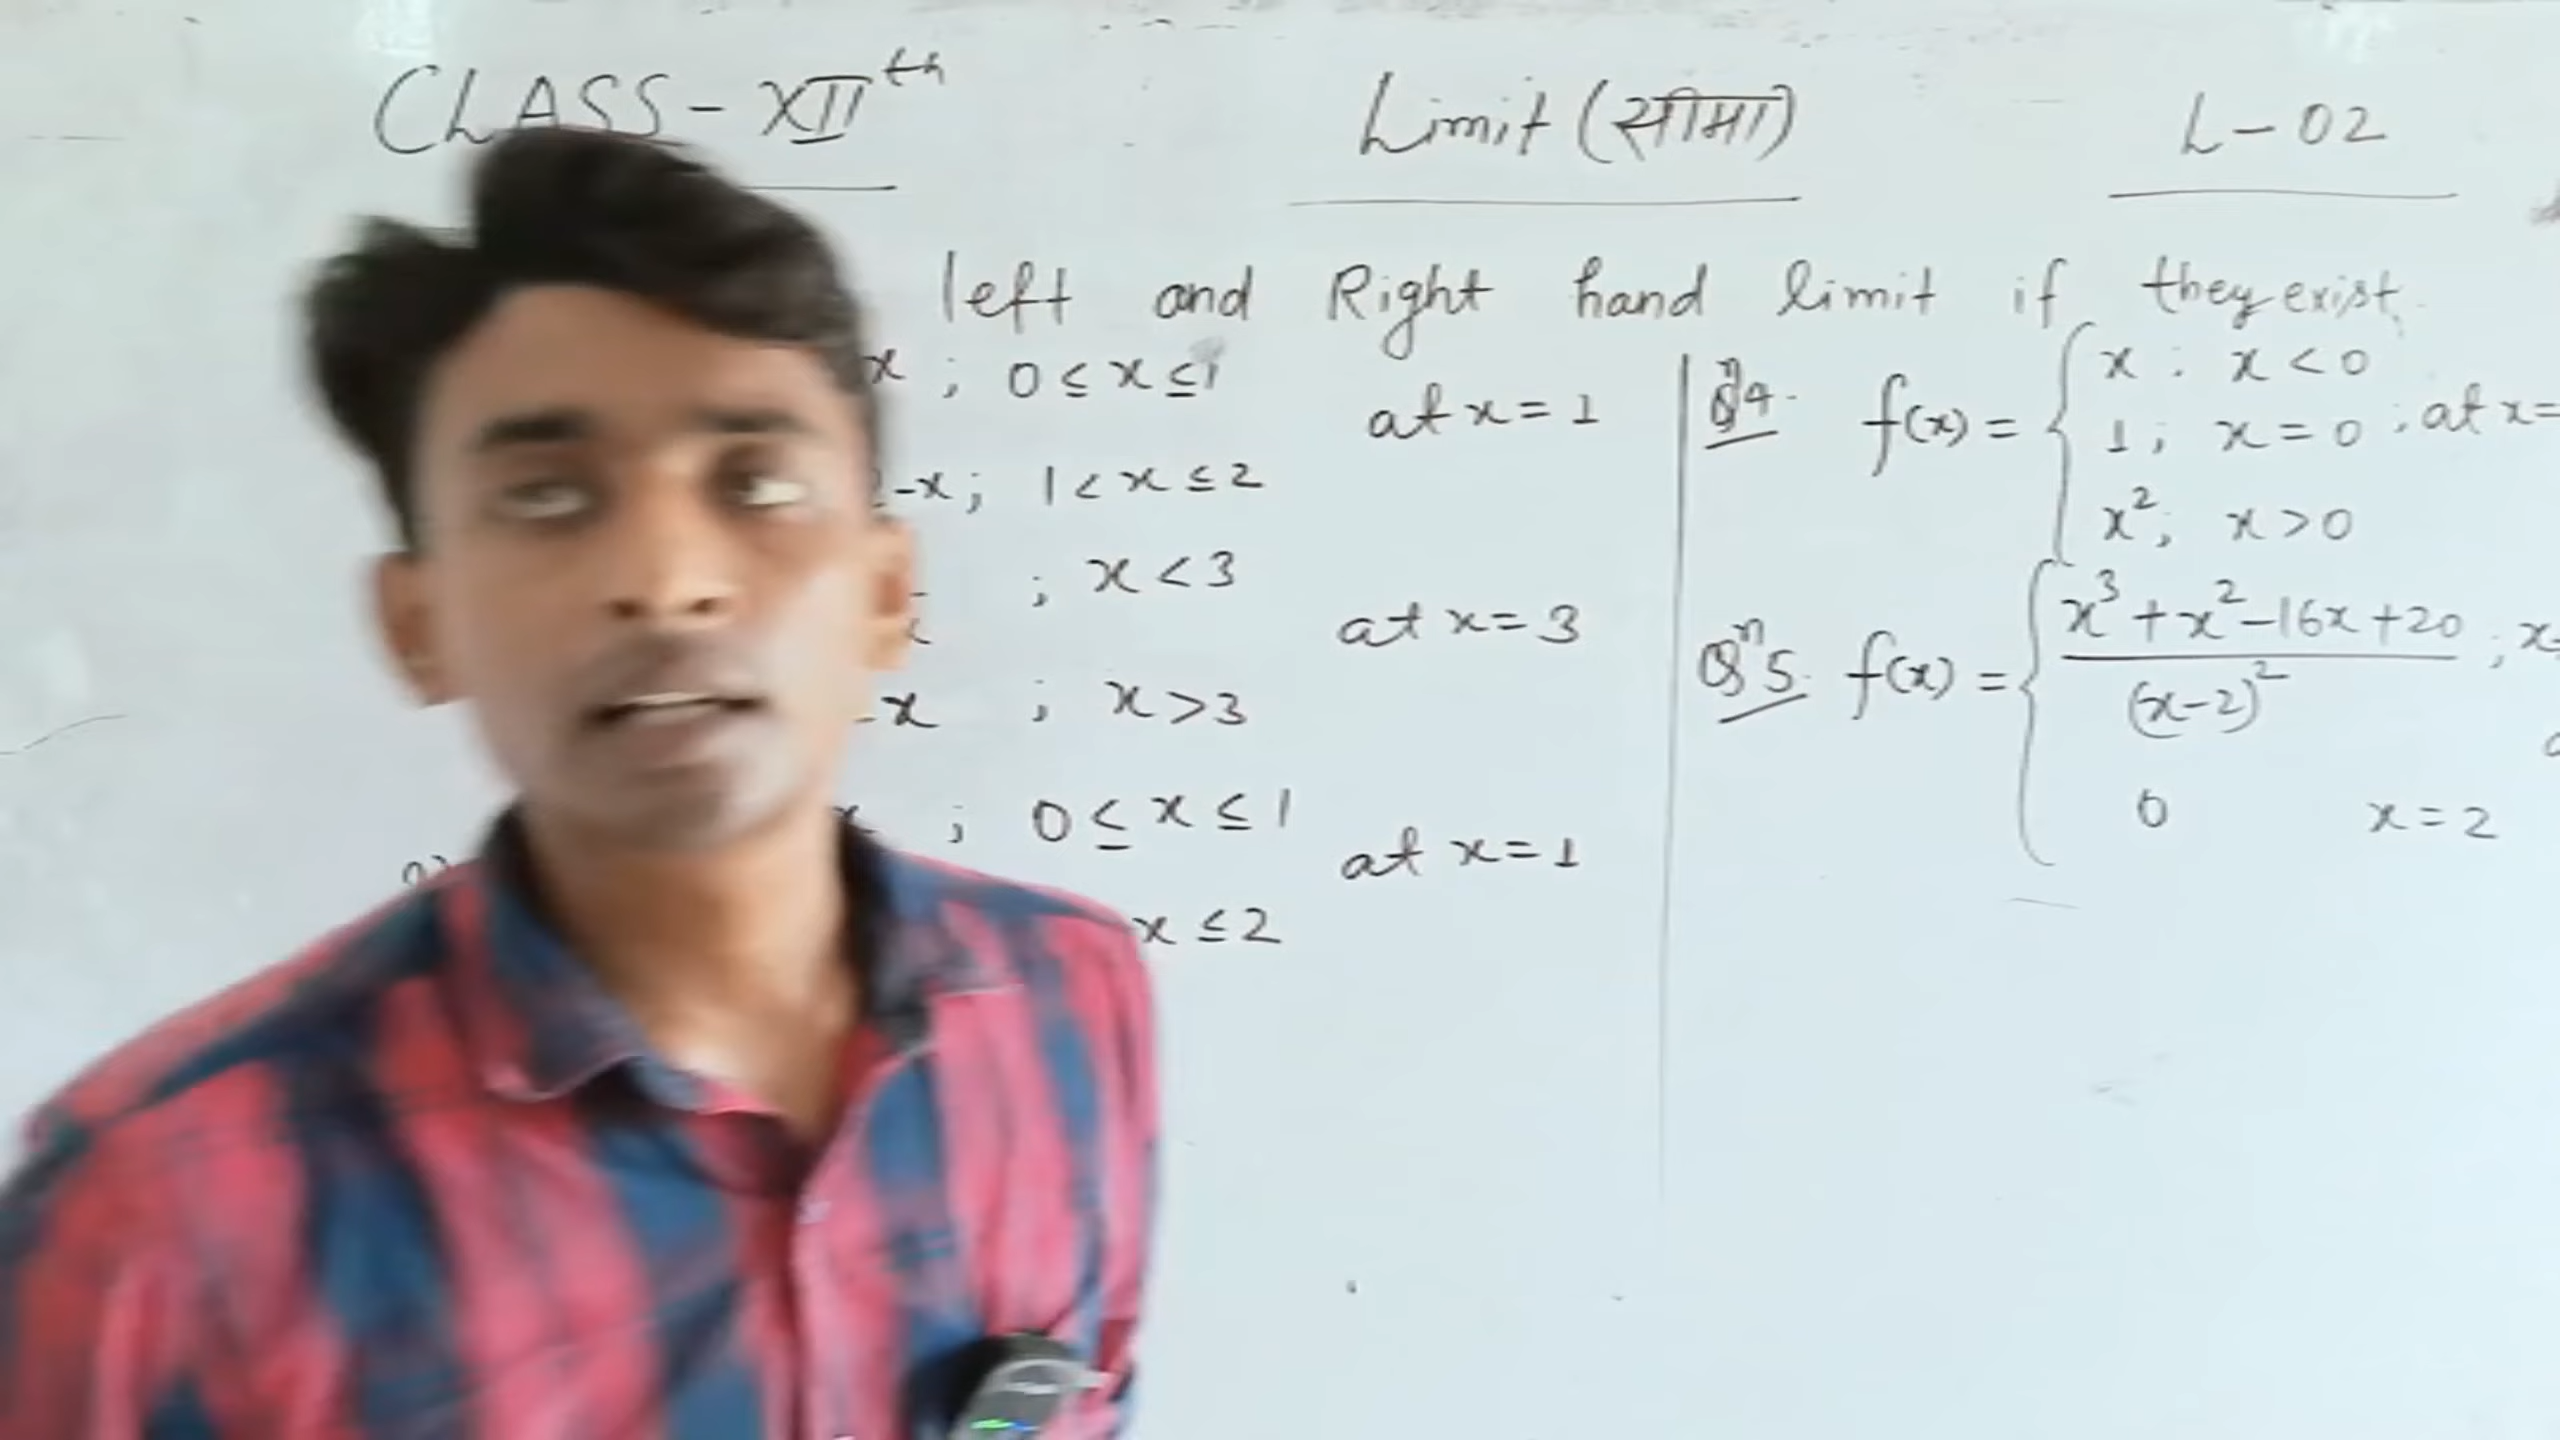 CLASS-XIIth
Limit (सीमा)
L-02
left and Right hand limit if they exist.
x ; 0≤x≤1
at x=1
-x; 1<x≤2
; x<3
at x=3
-x ; x>3
; 0≤x≤1
at x=1
x≤2
Qn4. f(x)= { x : x<0
1; x=0 ; at x=
x²; x>0
Qn5. f(x)= { x³+x²-16x+20 ; x
(x-2)²
0 x=2